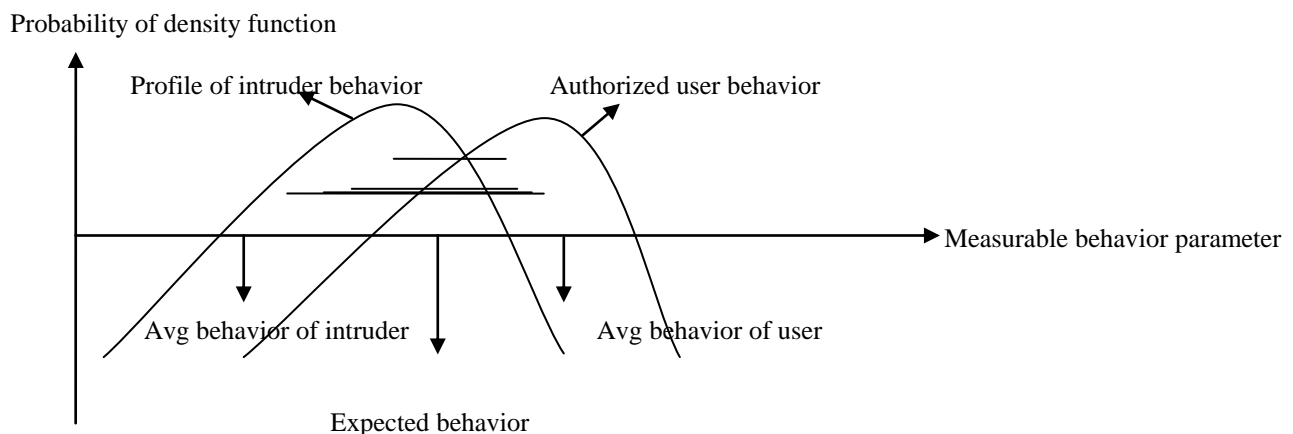 Probability of density function
Profile of intruder behavior
Authorized user behavior
Measurable behavior parameter
Avg behavior of intruder
Avg behavior of user
Expected behavior